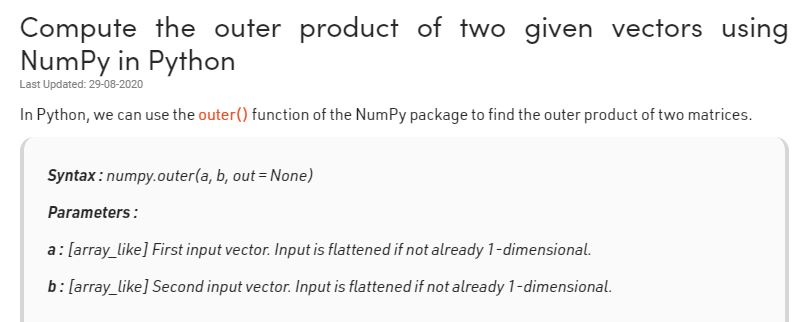 Compute the outer product of two given vectors using
NumPy in Python
Last Updated: 29-08-2020
In Python, we can use the outer() function of the NumPy package to find the outer product of two matrices.
Syntax : numpy.outer(a, b, out = None)
Parameters :
a : [array_like] First input vector. Input is flattened if not already 1-dimensional.
b : [array_like] Second input vector. Input is flattened if not already 1-dimensional.